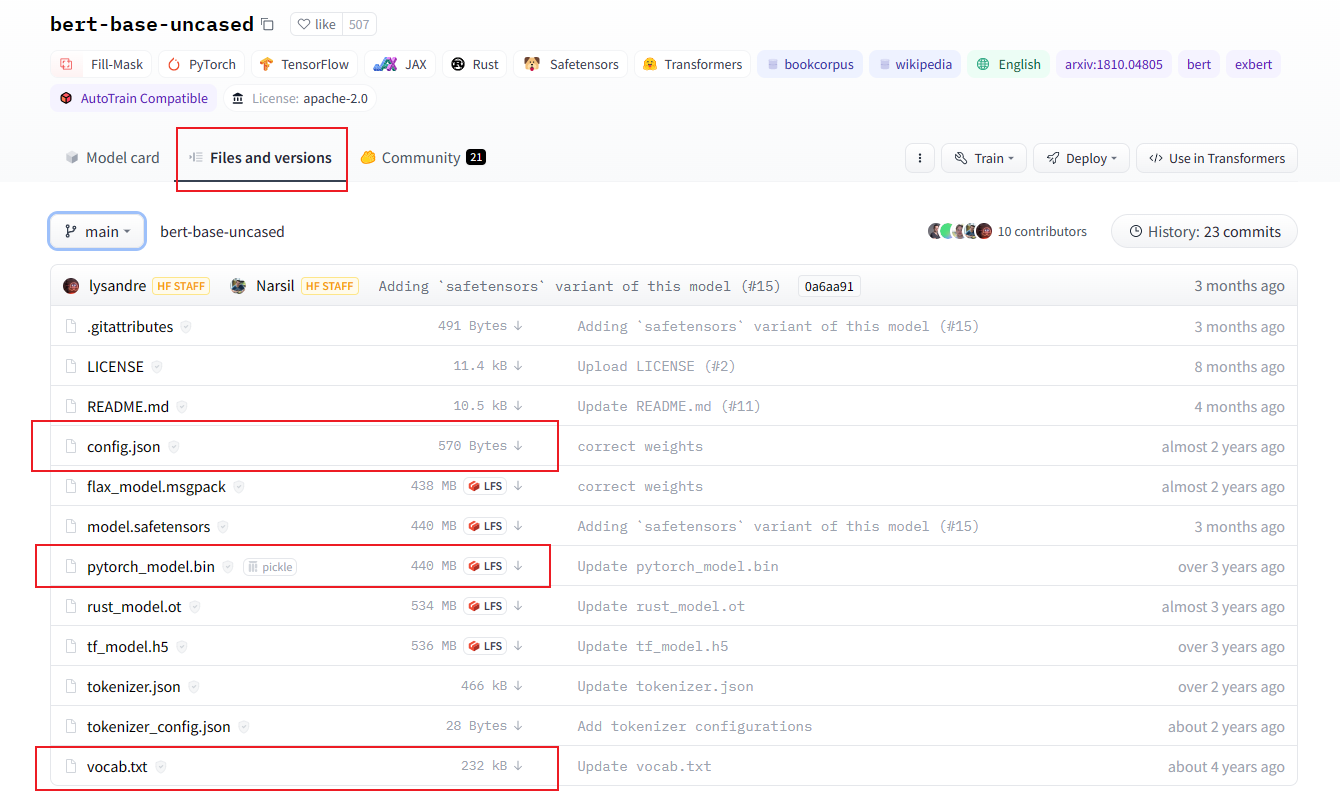 bert-base-uncased like 507
Fill-Mask PyTorch TensorFlow JAX Rust Safetensors Transformers bookcorpus wikipedia English arxiv:1810.04805 bert exbert
AutoTrain Compatible License: apache-2.0
Model card Files and versions Community 21 Train Deploy </> Use in Transformers
main bert-base-uncased 10 contributors History: 23 commits
lysandre HF STAFF Narsil HF STAFF Adding `safetensors` variant of this model (#15) 0a6aa91 3 months ago
.gitattributes 491 Bytes ↓ Adding `safetensors` variant of this model (#15) 3 months ago
LICENSE 11.4 kB ↓ Upload LICENSE (#2) 8 months ago
README.md 10.5 kB ↓ Update README.md (#11) 4 months ago
config.json 570 Bytes ↓ correct weights almost 2 years ago
flax_model.msgpack 438 MB LFS ↓ correct weights almost 2 years ago
model.safetensors 440 MB LFS ↓ Adding `safetensors` variant of this model (#15) 3 months ago
pytorch_model.bin pickle 440 MB LFS ↓ Update pytorch_model.bin over 3 years ago
rust_model.ot 534 MB LFS ↓ Update rust_model.ot almost 3 years ago
tf_model.h5 536 MB LFS ↓ Update tf_model.h5 over 3 years ago
tokenizer.json 466 kB ↓ Update tokenizer.json over 2 years ago
tokenizer_config.json 28 Bytes ↓ Add tokenizer configurations about 2 years ago
vocab.txt 232 kB ↓ Update vocab.txt about 4 years ago